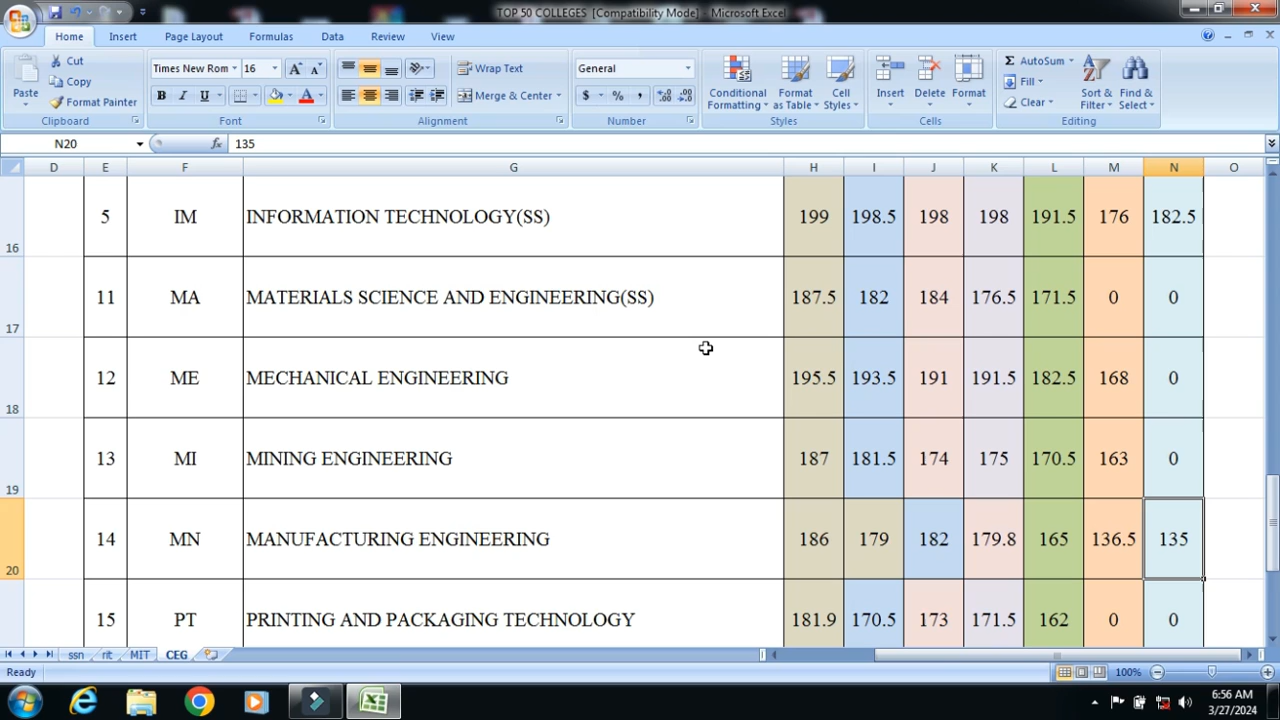 TOP 50 COLLEGES [Compatibility Mode] - Microsoft Excel
Home Insert Page Layout Formulas Data Review View
Paste Cut Copy Format Painter Clipboard
Times New Rom 16 B I U A Font
Wrap Text Merge & Center Alignment
General $ % , Number
Conditional Formatting Format as Table Cell Styles Styles
Insert Delete Format Cells
Σ AutoSum Fill Clear Sort & Filter Find & Select Editing
N20 fx 135
D E F G H I J K L M N O
16 5 IM INFORMATION TECHNOLOGY(SS) 199 198.5 198 198 191.5 176 182.5
17 11 MA MATERIALS SCIENCE AND ENGINEERING(SS) 187.5 182 184 176.5 171.5 0 0
18 12 ME MECHANICAL ENGINEERING 195.5 193.5 191 191.5 182.5 168 0
19 13 MI MINING ENGINEERING 187 181.5 174 175 170.5 163 0
20 14 MN MANUFACTURING ENGINEERING 186 179 182 179.8 165 136.5 135
15 PT PRINTING AND PACKAGING TECHNOLOGY 181.9 170.5 173 171.5 162 0 0
ssn rit MIT CEG
Ready 100%
6:56 AM
3/27/2024